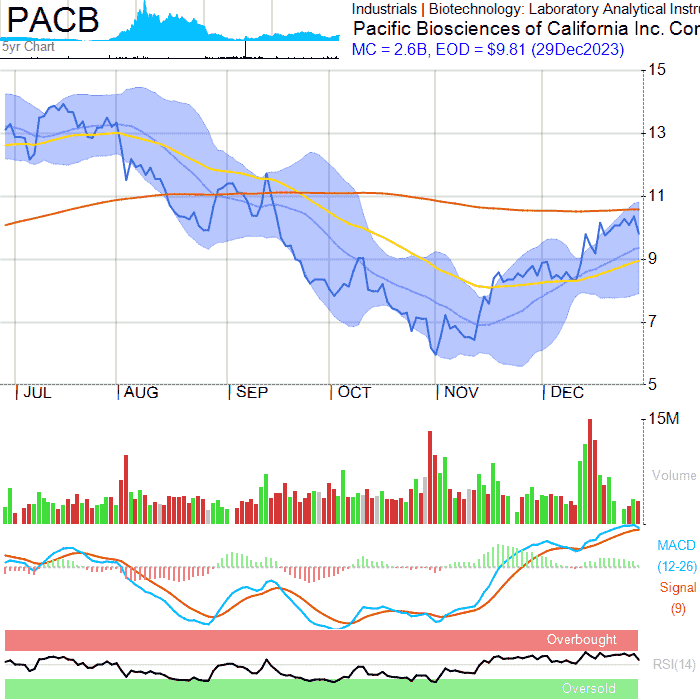 PACB
5yr Chart
Industrials | Biotechnology: Laboratory Analytical Instru
Pacific Biosciences of California Inc. Cor
MC = 2.6B, EOD = $9.81 (29Dec2023)
15
13
11
9
7
5
JUL AUG SEP OCT NOV DEC
15M
Volume
MACD
(12-26)
Signal
(9)
Overbought
RSI(14)
Oversold